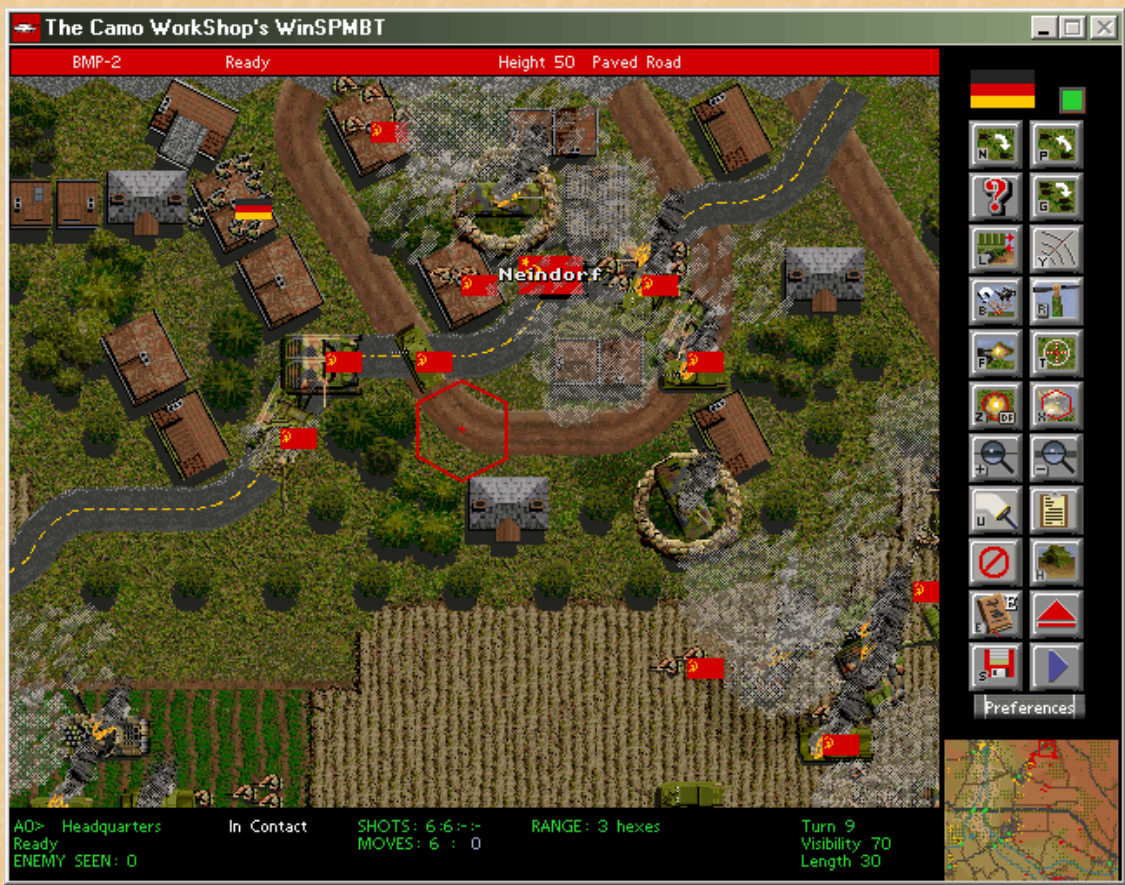 The Camo WorkShop's WinSPMBT
BMP-2 Ready Height 50 Paved Road
N P
G
L Y
B R
F T
Z DF X
+ -
U
H
E E
S
Neindorf
Preferences
A0> Headquarters In Contact SHOTS: 6:6:-:- RANGE: 3 hexes Turn 9
Ready MOVES: 6 : 0 Visibility 70
ENEMY SEEN: 0 Length 30